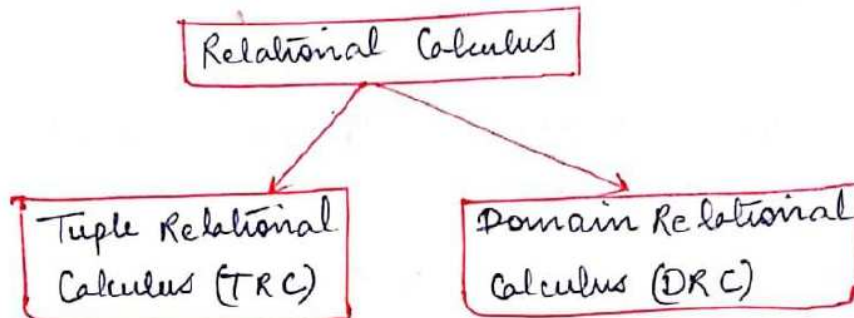 Relational Calculus
Tuple Relational
Calculus (TRC)
Domain Relational
Calculus (DRC)